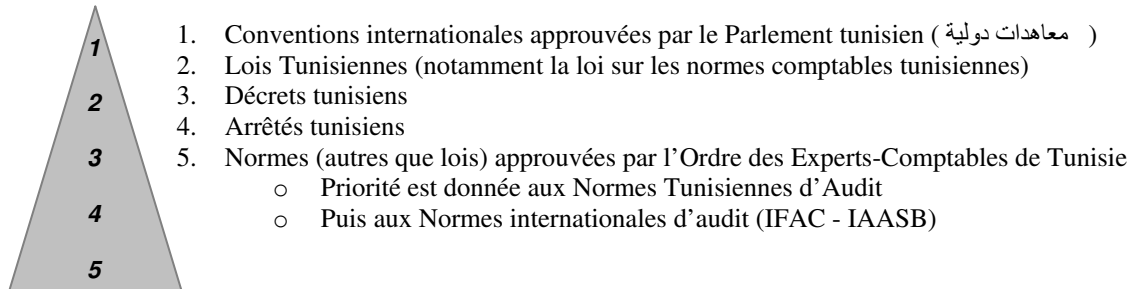 1
2
3
4
5
1. Conventions internationales approuvées par le Parlement tunisien ( معاهدات دولية )
2. Lois Tunisiennes (notamment la loi sur les normes comptables tunisiennes)
3. Décrets tunisiens
4. Arrêtés tunisiens
5. Normes (autres que lois) approuvées par l’Ordre des Experts-Comptables de Tunisie
o Priorité est donnée aux Normes Tunisiennes d’Audit
o Puis aux Normes internationales d’audit (IFAC - IAASB)